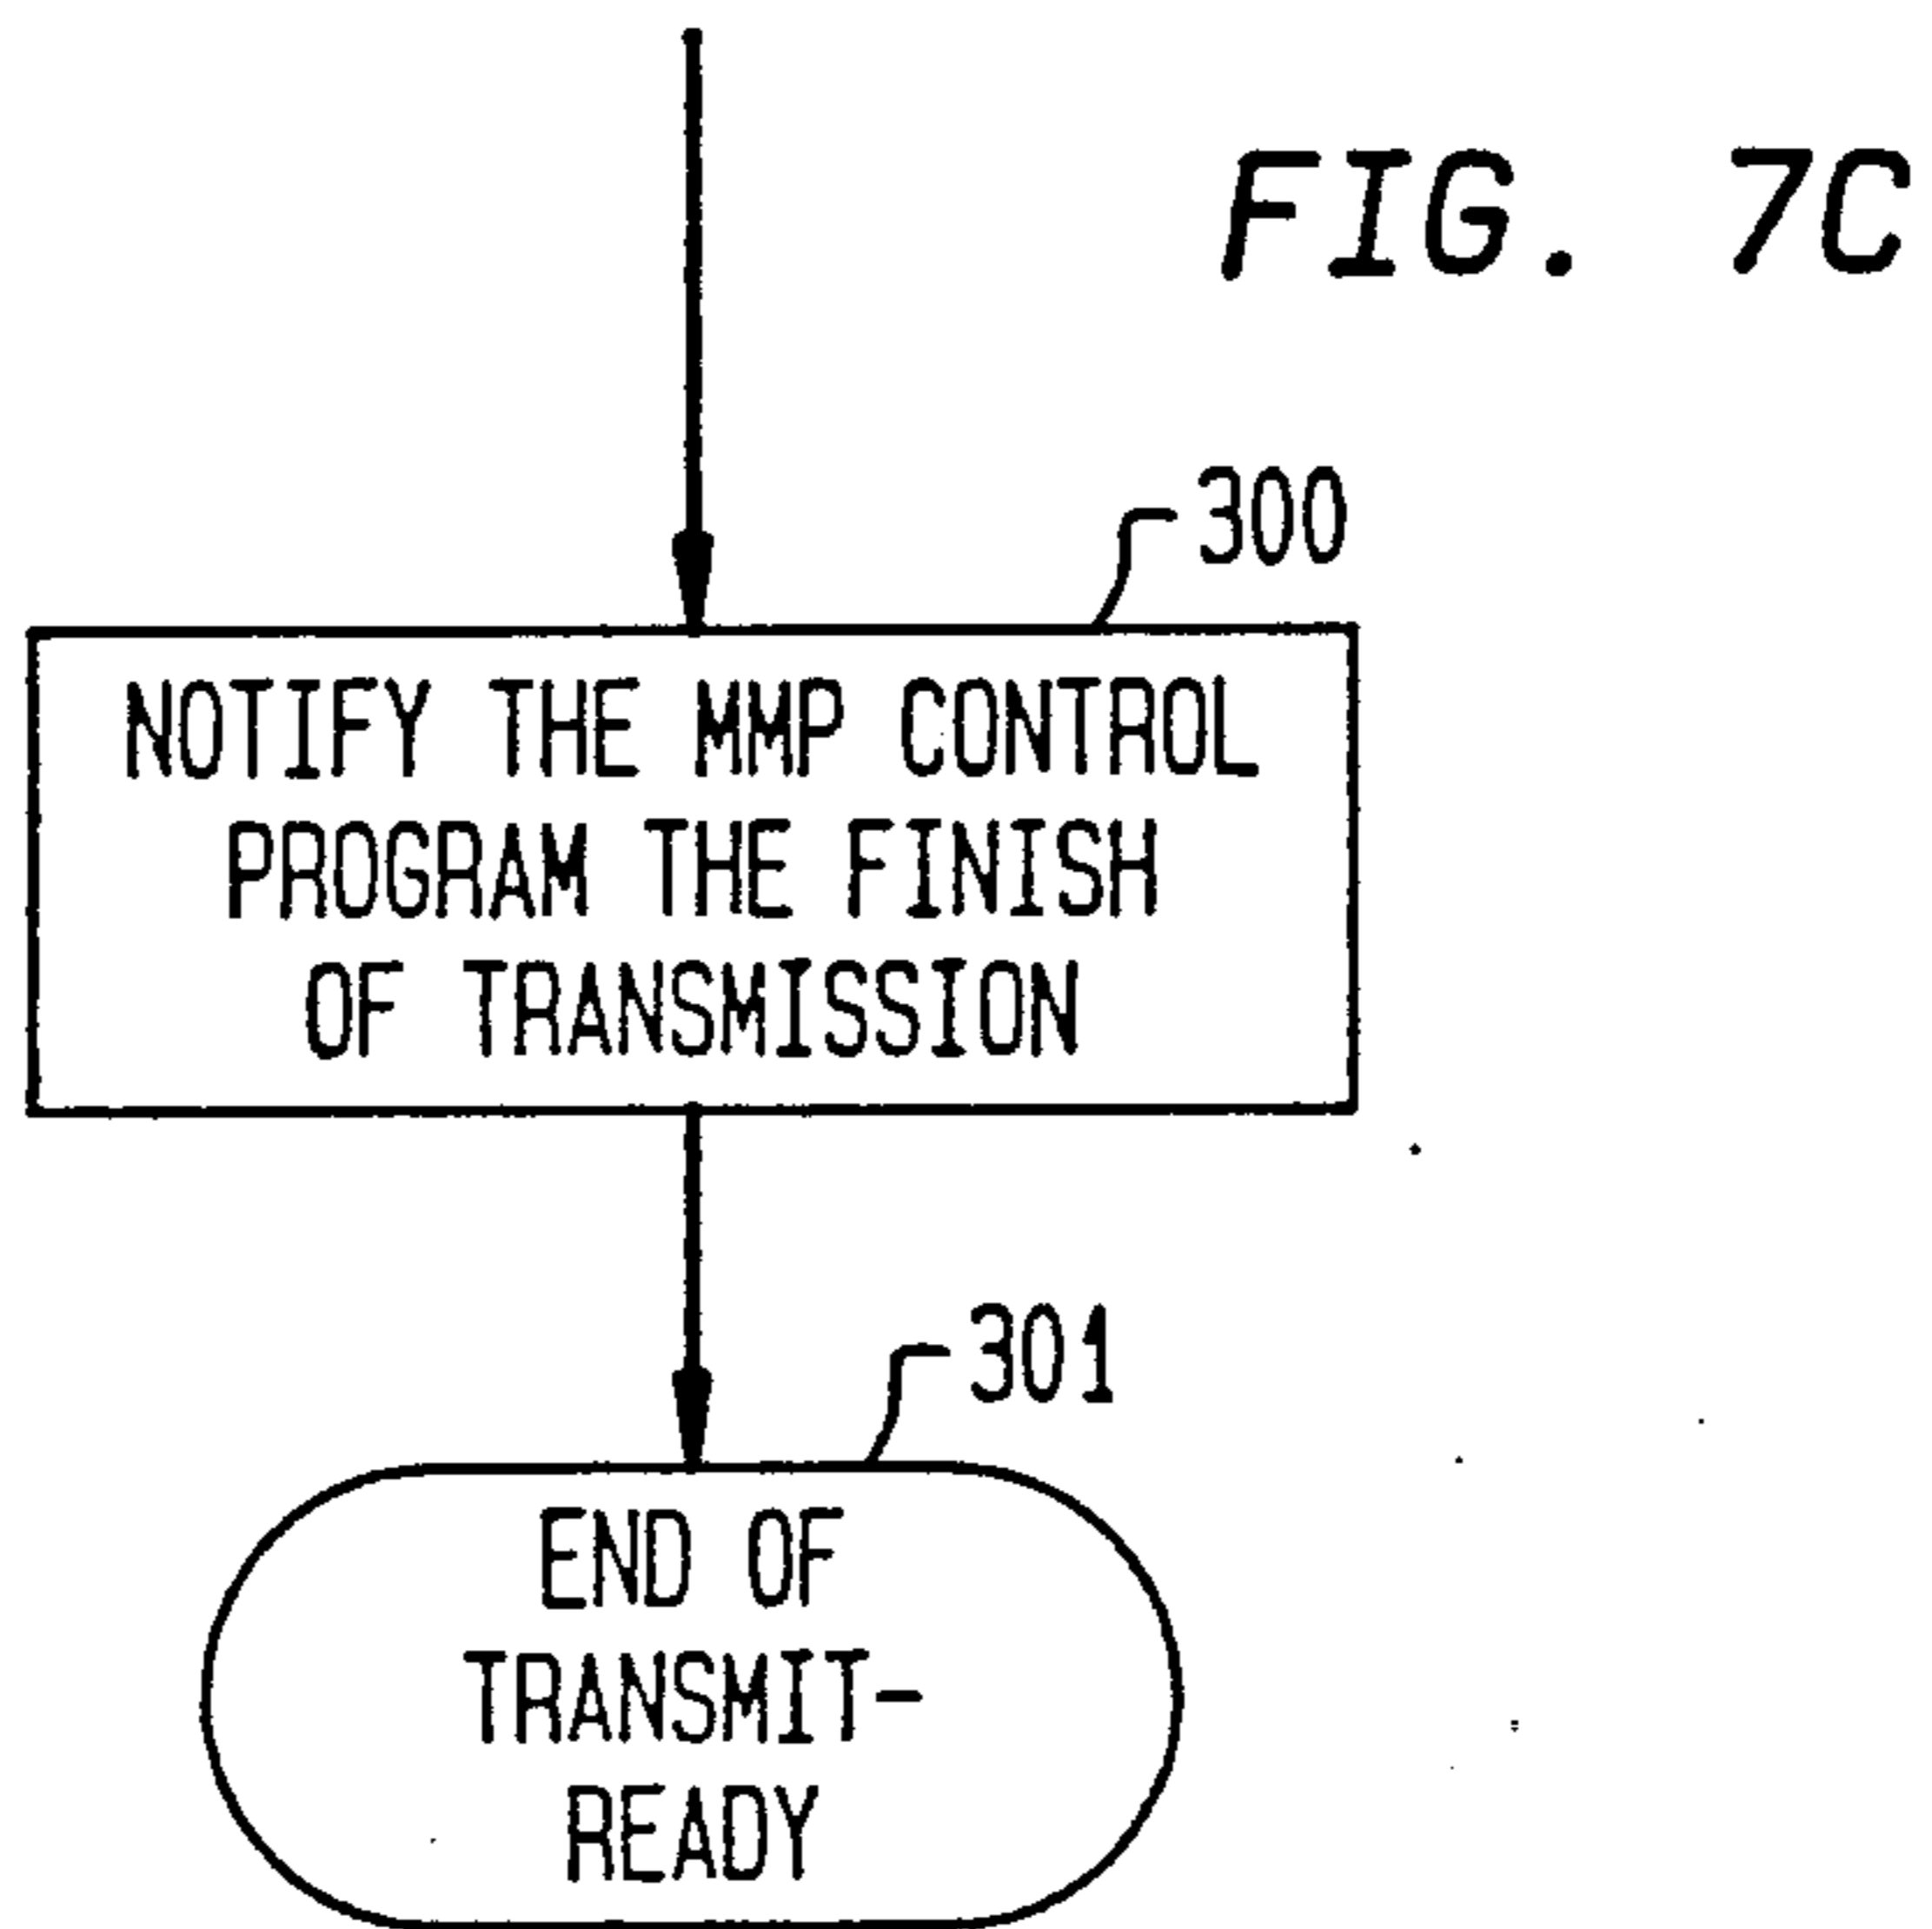 FIG. 7C
300
NOTIFY THE MMP CONTROL
PROGRAM THE FINISH
OF TRANSMISSION
301
END OF
TRANSMIT-
READY